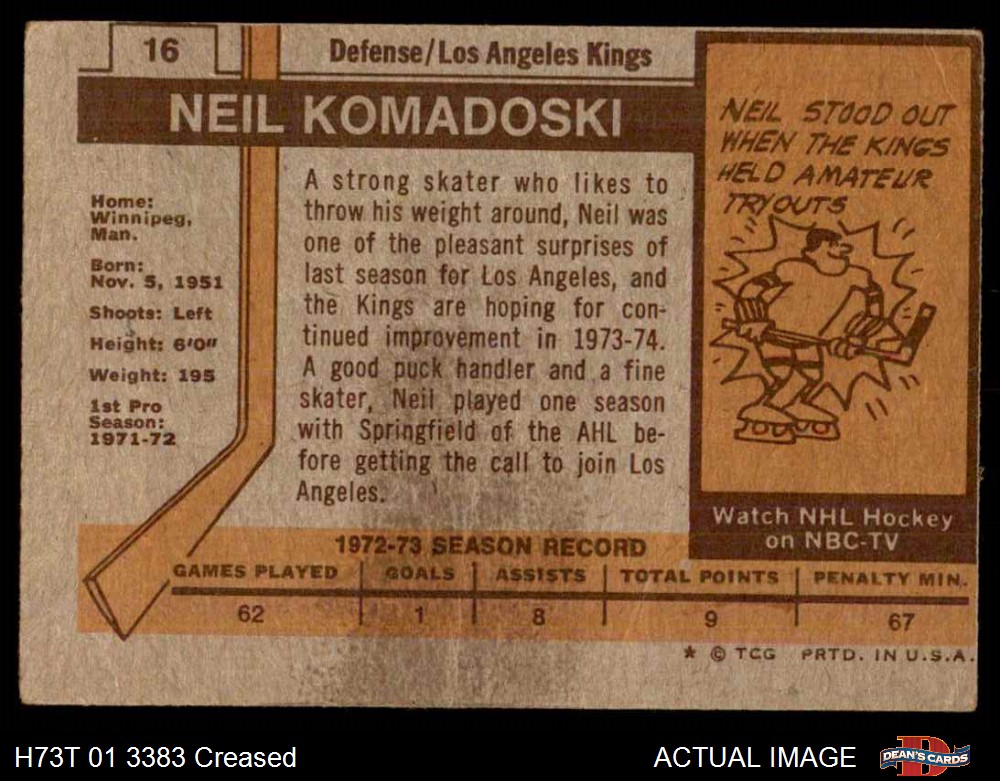 16
Defense/Los Angeles Kings
NEIL KOMADOSKI
Home:
Winnipeg,
Man.
Born:
Nov. 5, 1951
Shoots: Left
Height: 6'0"
Weight: 195
1st Pro
Season:
1971-72
A strong skater who likes to
throw his weight around, Neil was
one of the pleasant surprises of
last season for Los Angeles, and
the Kings are hoping for con-
tinued improvement in 1973-74.
A good puck handler and a fine
skater, Neil played one season
with Springfield of the AHL be-
fore getting the call to join Los
Angeles.
NEIL STOOD OUT
WHEN THE KINGS
HELD AMATEUR
TRYOUTS
Watch NHL Hockey
on NBC-TV
1972-73 SEASON RECORD
GAMES PLAYED GOALS ASSISTS TOTAL POINTS PENALTY MIN.
62 1 8 9 67
* © TCG PRTD. IN U.S.A.
H73T 01 3383 Creased
ACTUAL IMAGE
D
DEAN'S CARDS